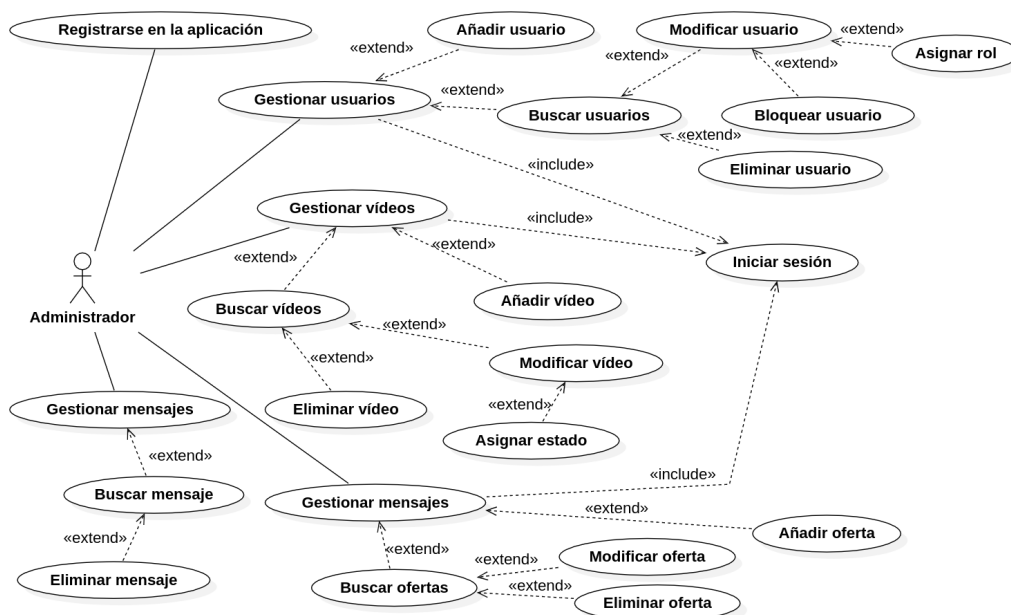 Registrarse en la aplicación
Añadir usuario
Modificar usuario
«extend»
«extend»
Asignar rol
«extend»
«extend»
Gestionar usuarios
«extend»
Buscar usuarios
Bloquear usuario
«extend»
Eliminar usuario
«include»
Gestionar vídeos
«include»
«extend»
«extend»
Iniciar sesión
Administrador
Buscar vídeos
Añadir vídeo
«extend»
«extend»
Modificar vídeo
Gestionar mensajes
Eliminar vídeo
«extend»
Asignar estado
«extend»
«include»
Buscar mensaje
Gestionar mensajes
«extend»
Añadir oferta
«extend»
«extend»
«extend»
Modificar oferta
Eliminar mensaje
Buscar ofertas
«extend»
Eliminar oferta